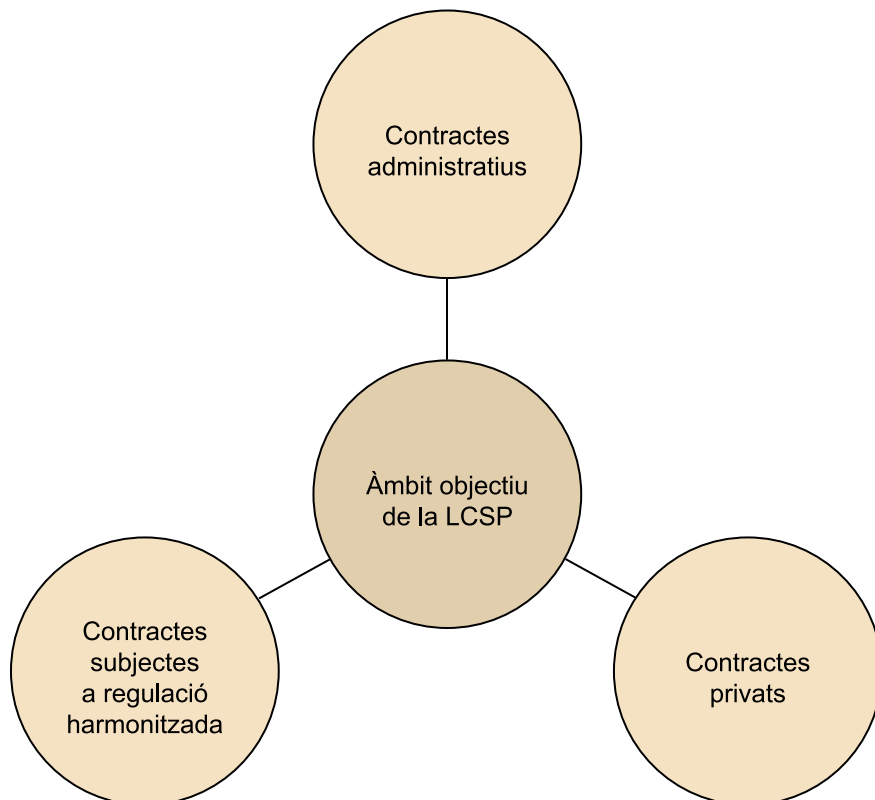 Contractes
administratius
Àmbit objectiu
de la LCSP
Contractes
subjectes
a regulació
harmonitzada
Contractes
privats